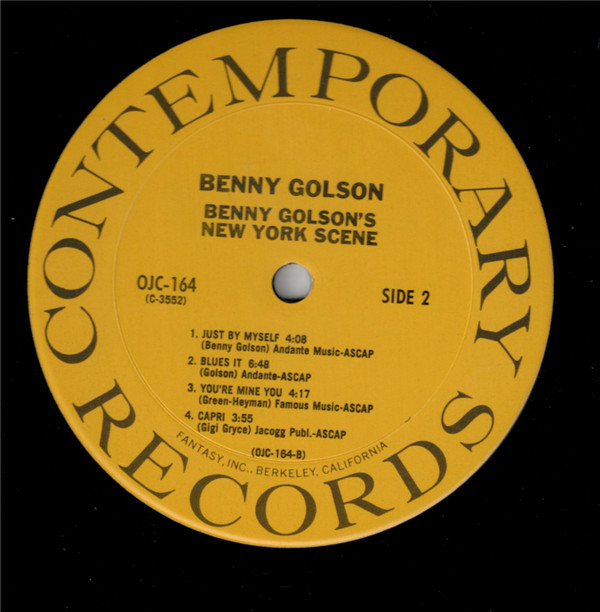 CONTEMPORARY
BENNY GOLSON
BENNY GOLSON'S
NEW YORK SCENE
OJC-164
(C-3552)
SIDE 2
1. JUST BY MYSELF 4:08
(Benny Golson) Andante Music-ASCAP
2. BLUES IT 6:48
(Golson) Andante-ASCAP
3. YOU'RE MINE YOU 4:17
(Green-Heyman) Famous Music-ASCAP
4. CAPRI 3:55
(Gigi Gryce) Jacogg Publ.-ASCAP
(OJC-164-B)
FANTASY, INC., BERKELEY, CALIFORNIA
RECORDS